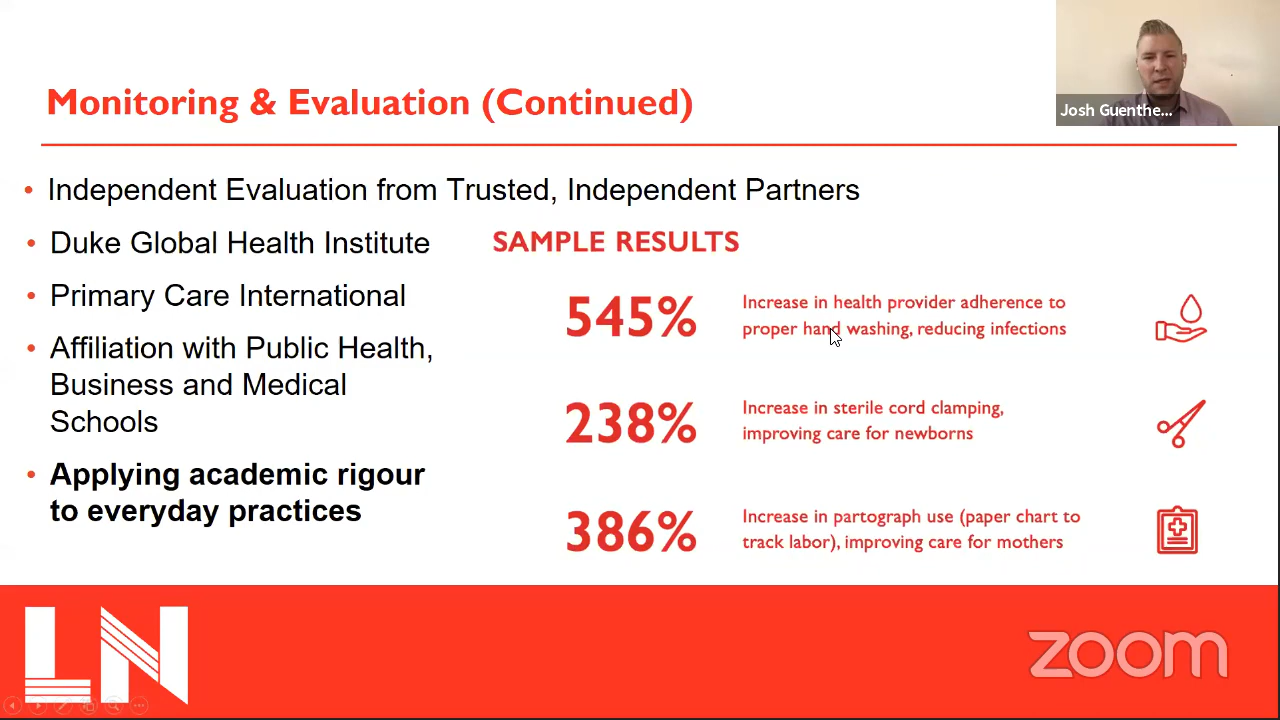 Monitoring & Evaluation (Continued)
Josh Guenthe...
• Independent Evaluation from Trusted, Independent Partners
• Duke Global Health Institute
• Primary Care International
• Affiliation with Public Health,
Business and Medical
Schools
• Applying academic rigour
to everyday practices
SAMPLE RESULTS
545%
Increase in health provider adherence to
proper hand washing, reducing infections
238%
Increase in sterile cord clamping,
improving care for newborns
386%
Increase in partograph use (paper chart to
track labor), improving care for mothers
LN
zoom